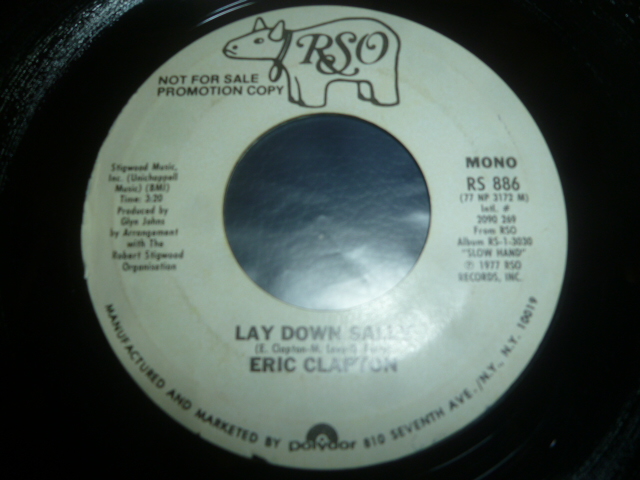 RSO
NOT FOR SALE
PROMOTION COPY
Stigwood Music,
Inc. (Unichappell
Music) (BMI)
Time: 3:20
Produced by
Glyn Johns
by Arrangement
with The
Robert Stigwood
Organisation
MONO
RS 886
(77 NP 3172 M)
Intl. #
2090 269
From RSO
Album RS-1-3030
"SLOW HAND"
℗ 1977 RSO
RECORDS, INC.
LAY DOWN SALLY
(E. Clapton-M. Levy-
ERIC CLAPTON
MANUFACTURED AND MARKETED BY polydor 810 SEVENTH AVE./N.Y., N.Y. 10019